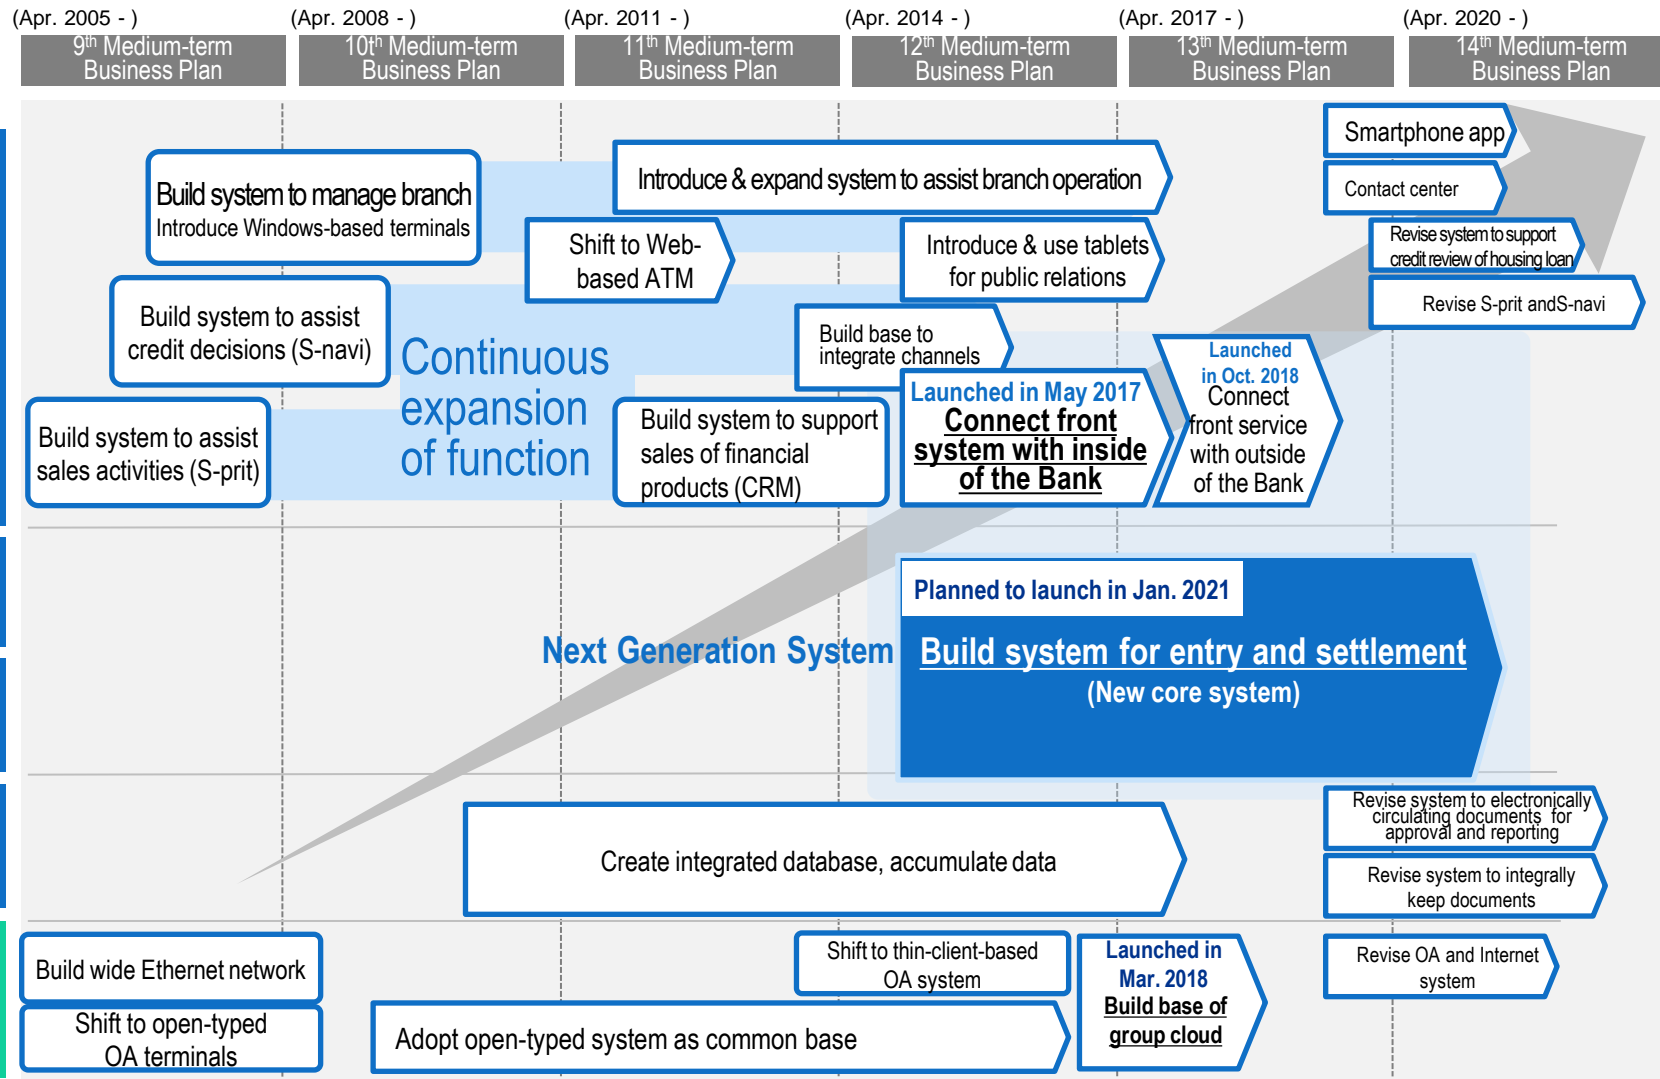 (Apr. 2005 - )
(Apr. 2008 - )
(Apr. 2011 - )
(Apr. 2014 - )
(Apr. 2017 - )
(Apr. 2020 - )
9th Medium-term
Business Plan
10th Medium-term
Business Plan
11th Medium-term
Business Plan
12th Medium-term
Business Plan
13th Medium-term
Business Plan
14th Medium-term
Business Plan
Smartphone app
Build system to manage branch
Introduce Windows-based terminals
Introduce & expand system to assist branch operation
Contact center
Shift to Web-
based ATM
Introduce & use tablets
for public relations
Revise system to support
credit review of housing loan
Build system to assist
credit decisions (S-navi)
Revise S-prit andS-navi
Continuous
expansion
of function
Build base to
integrate channels
Launched
in Oct. 2018
Connect
front service
with outside
of the Bank
Launched in May 2017
Connect front
system with inside
of the Bank
Build system to assist
sales activities (S-prit)
Build system to support
sales of financial
products (CRM)
Planned to launch in Jan. 2021
Next Generation System
Build system for entry and settlement
(New core system)
Revise system to electronically
circulating documents for
approval and reporting
Create integrated database, accumulate data
Revise system to integrally
keep documents
Build wide Ethernet network
Shift to thin-client-based
OA system
Launched in
Mar. 2018
Build base of
group cloud
Revise OA and Internet
system
Shift to open-typed
OA terminals
Adopt open-typed system as common base